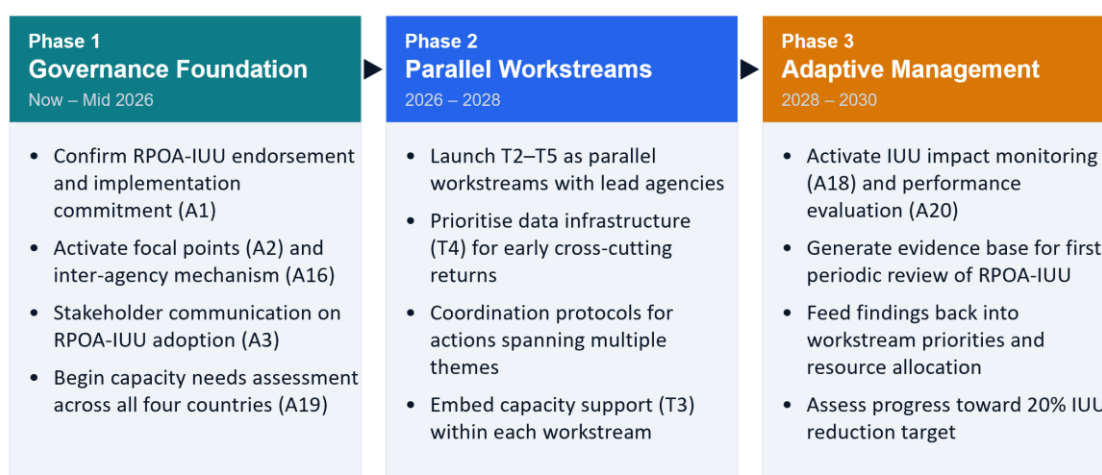 Phase 1
Governance Foundation
Now – Mid 2026
• Confirm RPOA-IUU endorsement
and implementation
commitment (A1)
• Activate focal points (A2) and
inter-agency mechanism (A16)
• Stakeholder communication on
RPOA-IUU adoption (A3)
• Begin capacity needs assessment
across all four countries (A19)
Phase 2
Parallel Workstreams
2026 – 2028
• Launch T2–T5 as parallel
workstreams with lead agencies
• Prioritise data infrastructure
(T4) for early cross-cutting
returns
• Coordination protocols for
actions spanning multiple
themes
• Embed capacity support (T3)
within each workstream
Phase 3
Adaptive Management
2028 – 2030
• Activate IUU impact monitoring
(A18) and performance
evaluation (A20)
• Generate evidence base for first
periodic review of RPOA-IUU
• Feed findings back into
workstream priorities and
resource allocation
• Assess progress toward 20% IUU
reduction target